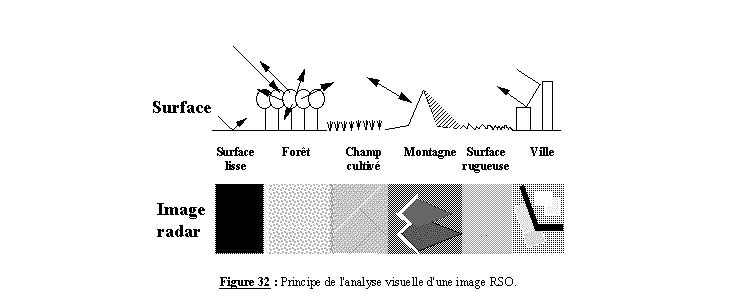 Surface
Surface lisse
Forêt
Champ cultivé
Montagne
Surface rugueuse
Ville
Image radar
Figure 32 : Principe de l'analyse visuelle d'une image RSO.